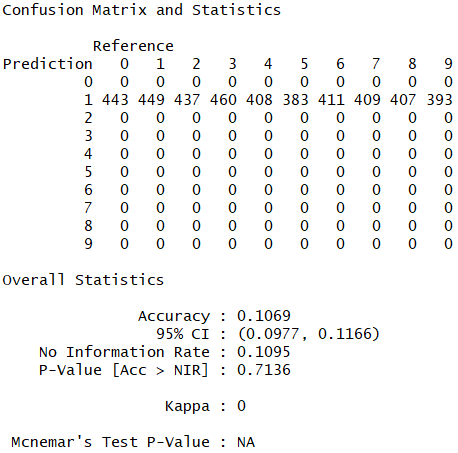 Confusion Matrix and Statistics
Reference
Prediction 0 1 2 3 4 5 6 7 8 9
0 0 0 0 0 0 0 0 0 0 0
1 443 449 437 460 408 383 411 409 407 393
2 0 0 0 0 0 0 0 0 0 0
3 0 0 0 0 0 0 0 0 0 0
4 0 0 0 0 0 0 0 0 0 0
5 0 0 0 0 0 0 0 0 0 0
6 0 0 0 0 0 0 0 0 0 0
7 0 0 0 0 0 0 0 0 0 0
8 0 0 0 0 0 0 0 0 0 0
9 0 0 0 0 0 0 0 0 0 0
Overall Statistics
Accuracy : 0.1069
95% CI : (0.0977, 0.1166)
No Information Rate : 0.1095
P-Value [Acc > NIR] : 0.7136
Kappa : 0
Mcnemar's Test P-Value : NA